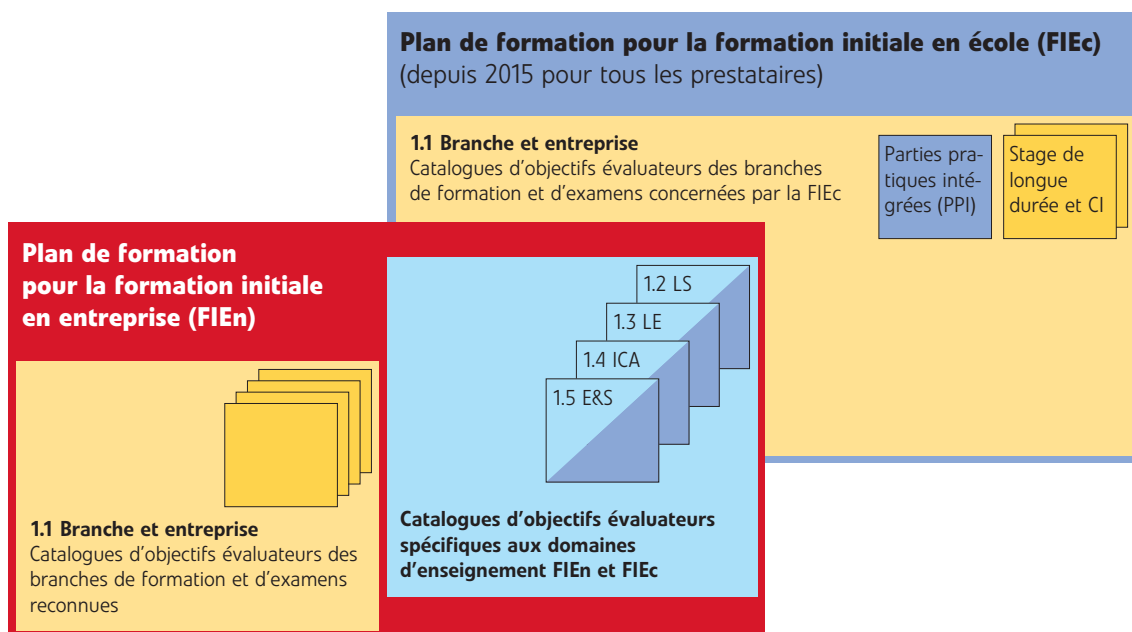 Plan de formation pour la formation initiale en école (FIEc)
(depuis 2015 pour tous les prestataires)
1.1 Branche et entreprise
Catalogues d'objectifs évaluateurs des branches
de formation et d'examens concernées par la FIEc
Parties pra-
tiques inté-
grées (PPI)
Stage de
longue
durée et CI
Plan de formation
pour la formation initiale
en entreprise (FIEn)
1.2 LS
1.3 LE
1.4 ICA
1.5 E&S
1.1 Branche et entreprise
Catalogues d'objectifs évaluateurs des
branches de formation et d'examens
reconnues
Catalogues d'objectifs évaluateurs
spécifiques aux domaines
d'enseignement FIEn et FIEc